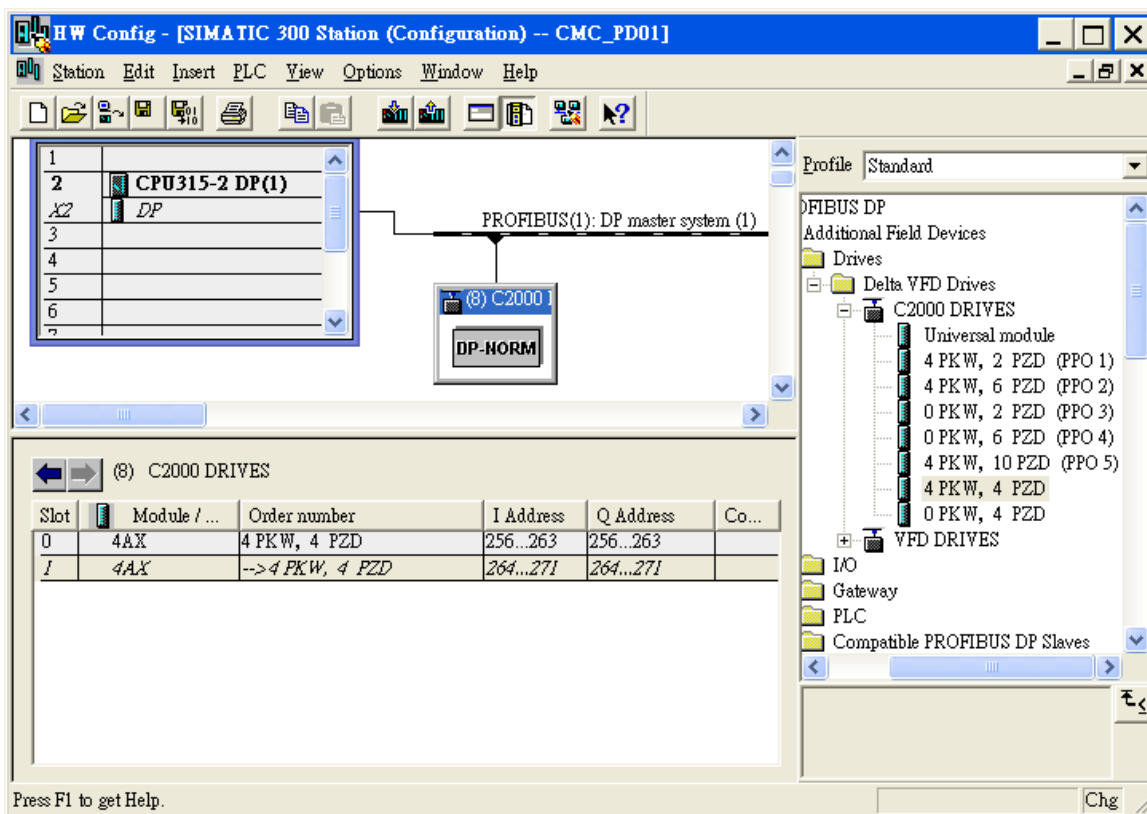 HW Config - [SIMATIC 300 Station (Configuration) -- CMC_PD01]
Station Edit Insert PLC View Options Window Help
1
2 CPU315-2 DP(1)
X2 DP
3
4
5
6
7
PROFIBUS(1): DP master system (1)
(8) C2000 I
DP-NORM
Profile Standard
OFIBUS DP
Additional Field Devices
Drives
Delta VFD Drives
C2000 DRIVES
Universal module
4 PKW, 2 PZD (PPO 1)
4 PKW, 6 PZD (PPO 2)
0 PKW, 2 PZD (PPO 3)
0 PKW, 6 PZD (PPO 4)
4 PKW, 10 PZD (PPO 5)
4 PKW, 4 PZD
0 PKW, 4 PZD
VFD DRIVES
I/O
Gateway
PLC
Compatible PROFIBUS DP Slaves
(8) C2000 DRIVES
Slot Module / ... Order number I Address Q Address Co...
0 4AX 4 PKW, 4 PZD 256...263 256...263
1 4AX -->4 PKW, 4 PZD 264...271 264...271
Press F1 to get Help.
Chg